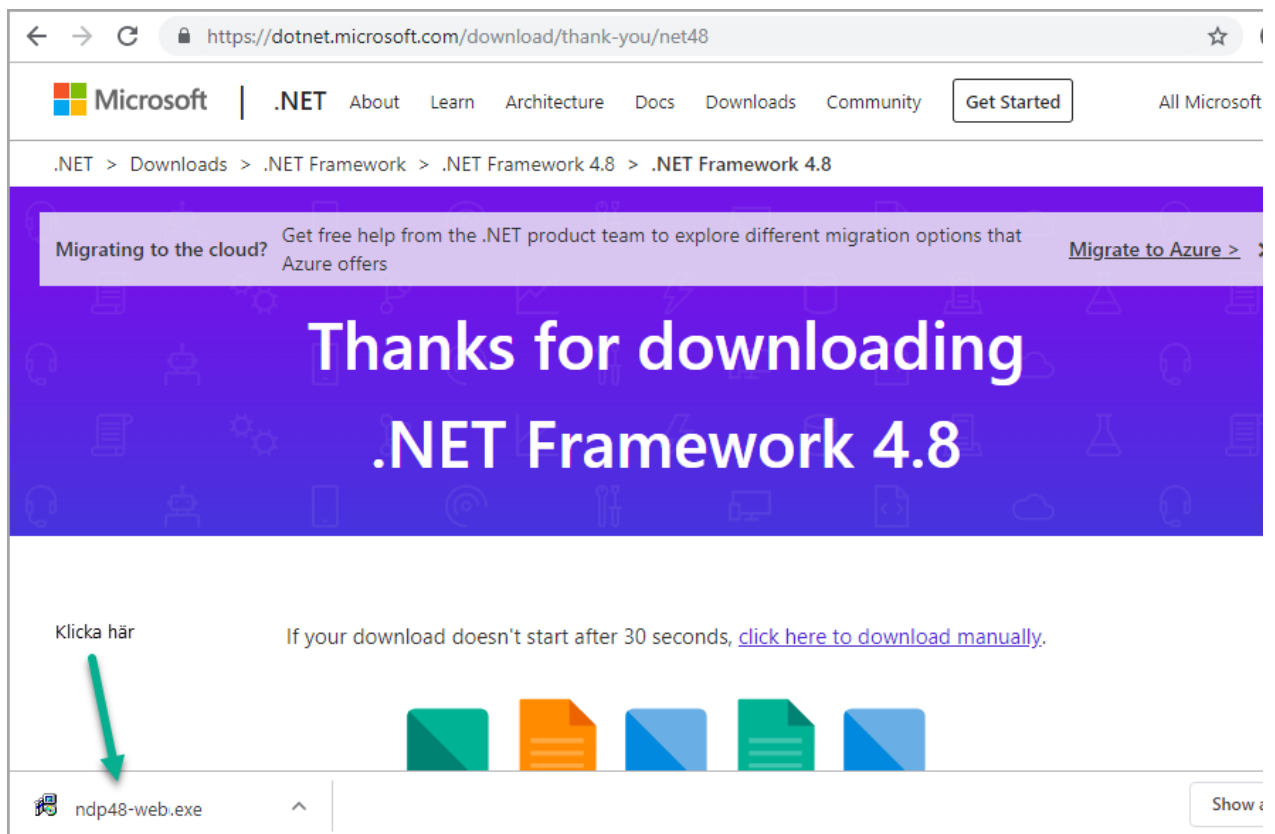 https://dotnet.microsoft.com/download/thank-you/net48
Microsoft | .NET About Learn Architecture Docs Downloads Community Get Started All Microsoft
.NET > Downloads > .NET Framework > .NET Framework 4.8 > .NET Framework 4.8
Migrating to the cloud? Get free help from the .NET product team to explore different migration options that
Azure offers
Migrate to Azure >
Thanks for downloading
.NET Framework 4.8
Klicka här
If your download doesn't start after 30 seconds, click here to download manually.
ndp48-web.exe
Show